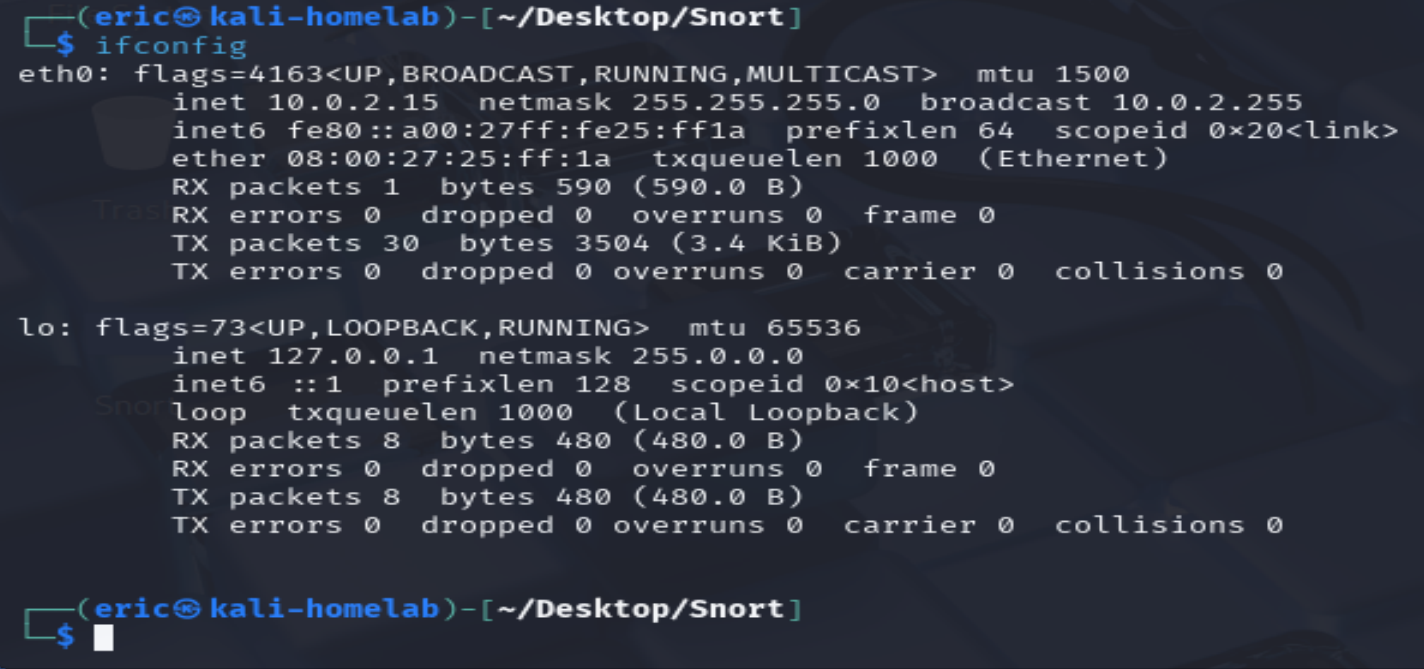 ┌──(eric㉿kali-homelab)-[~/Desktop/Snort]
└─$ ifconfig
eth0: flags=4163<UP,BROADCAST,RUNNING,MULTICAST>  mtu 1500
        inet 10.0.2.15  netmask 255.255.255.0  broadcast 10.0.2.255
        inet6 fe80::a00:27ff:fe25:ff1a  prefixlen 64  scopeid 0×20<link>
        ether 08:00:27:25:ff:1a  txqueuelen 1000  (Ethernet)
        RX packets 1  bytes 590 (590.0 B)
        RX errors 0  dropped 0  overruns 0  frame 0
        TX packets 30  bytes 3504 (3.4 KiB)
        TX errors 0  dropped 0 overruns 0  carrier 0  collisions 0

lo: flags=73<UP,LOOPBACK,RUNNING>  mtu 65536
        inet 127.0.0.1  netmask 255.0.0.0
        inet6 ::1  prefixlen 128  scopeid 0×10<host>
        loop  txqueuelen 1000  (Local Loopback)
        RX packets 8  bytes 480 (480.0 B)
        RX errors 0  dropped 0  overruns 0  frame 0
        TX packets 8  bytes 480 (480.0 B)
        TX errors 0  dropped 0 overruns 0  carrier 0  collisions 0

┌──(eric㉿kali-homelab)-[~/Desktop/Snort]
└─$